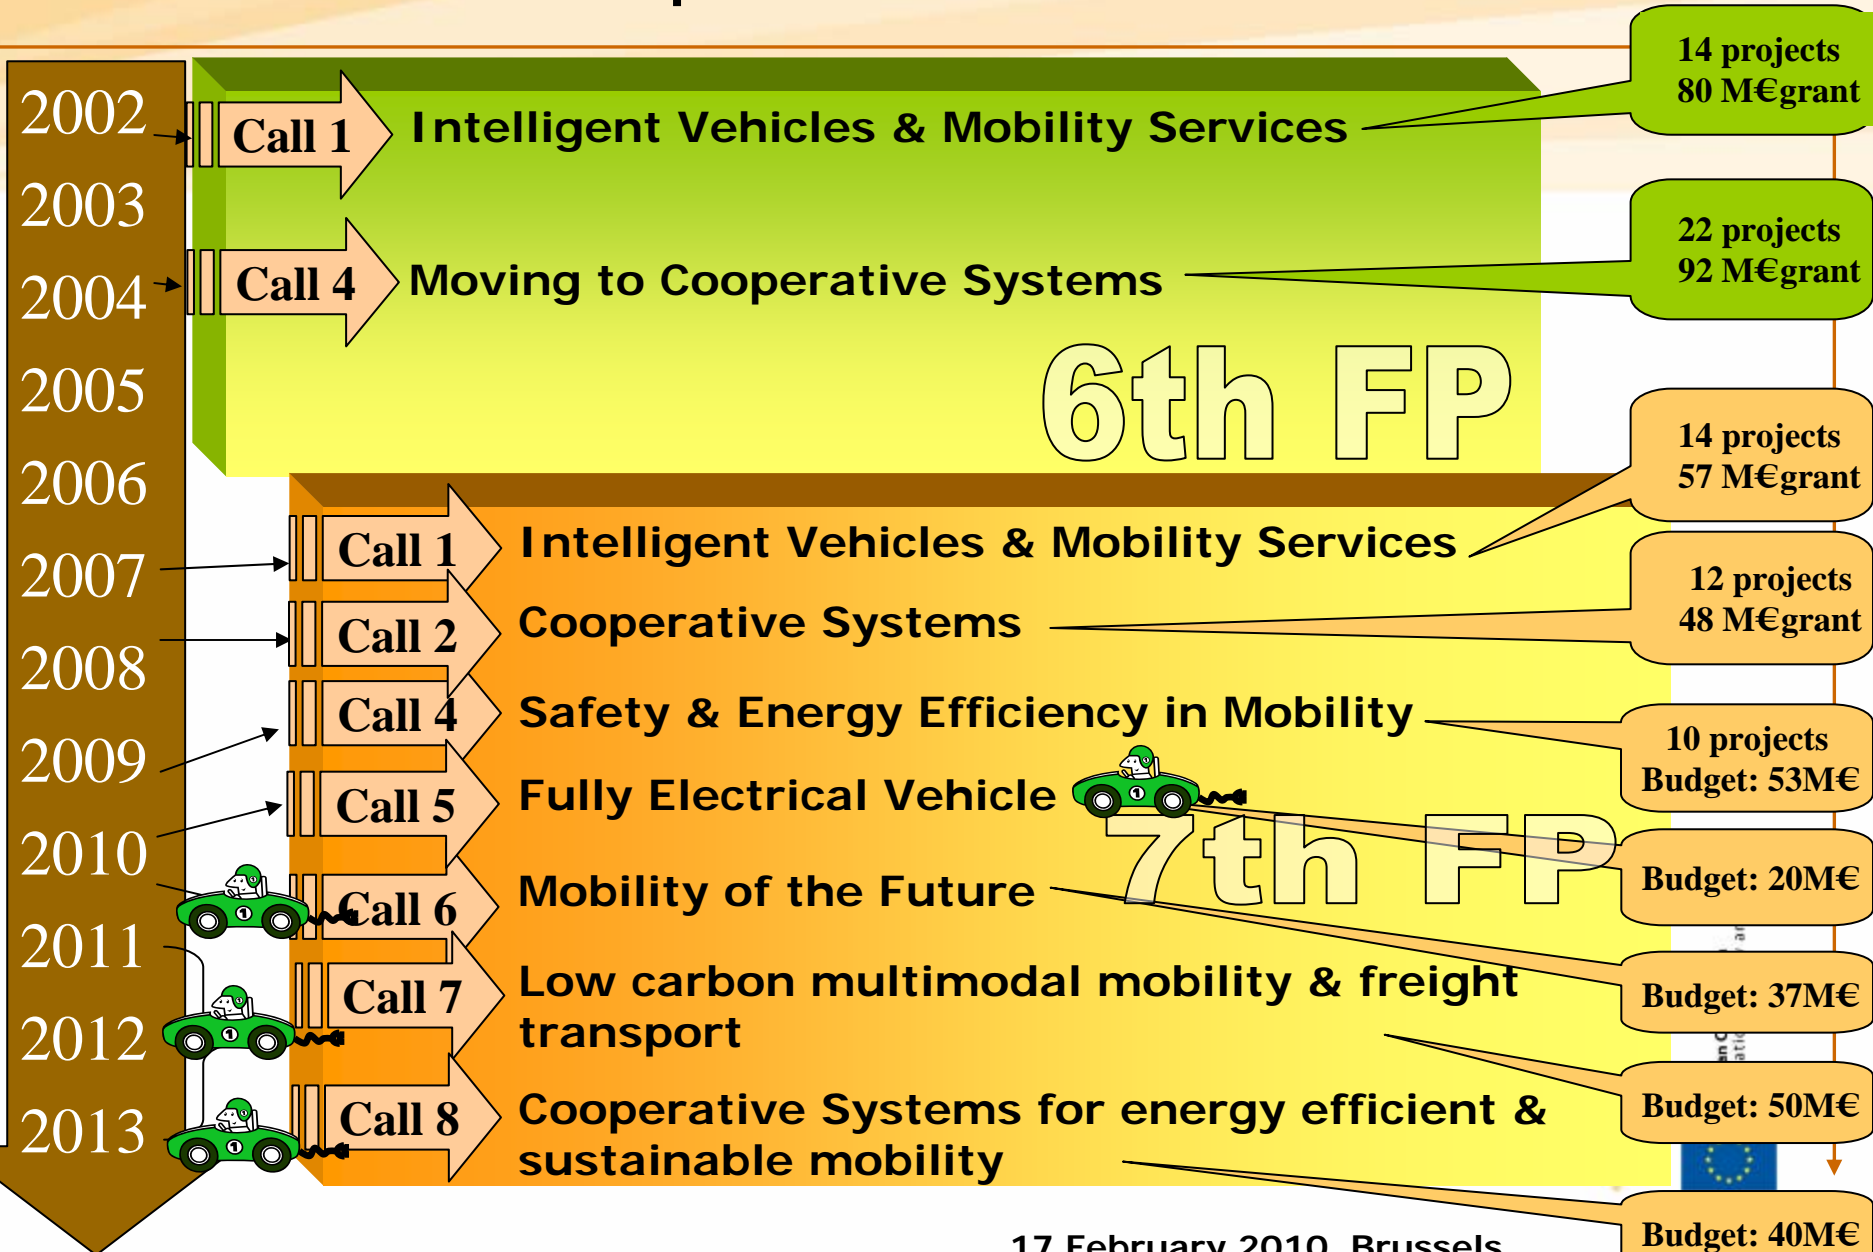 2002
Call 1
Intelligent Vehicles & Mobility Services
14 projects
80 M€grant
2003
2004
Call 4
Moving to Cooperative Systems
22 projects
92 M€grant
2005
6th FP
2006
14 projects
57 M€grant
2007
Call 1
Intelligent Vehicles & Mobility Services
2008
Call 2
Cooperative Systems
12 projects
48 M€grant
2009
Call 4
Safety & Energy Efficiency in Mobility
10 projects
Budget: 53M€
2010
Call 5
Fully Electrical Vehicle
1
7th FP
Budget: 20M€
1
Call 6
Mobility of the Future
Budget: 37M€
2011
Call 7
Low carbon multimodal mobility & freight
transport
Budget: 50M€
2012
1
2013
1
Call 8
Cooperative Systems for energy efficient &
sustainable mobility
Budget: 40M€
17 February 2010, Brussels